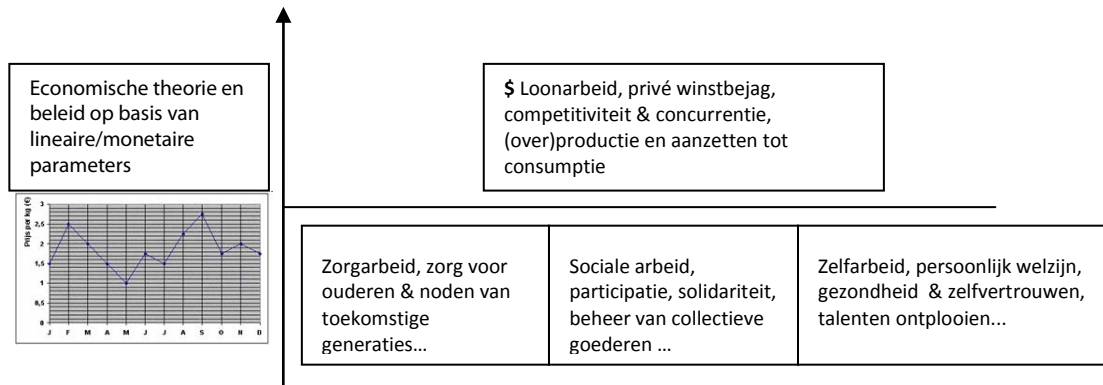 Economische theorie en
beleid op basis van
lineaire/monetaire
parameters
$ Loonarbeid, privé winstbejag,
competitiviteit & concurrentie,
(over)productie en aanzetten tot
consumptie
Prijs per kg (€)
3
2,5
2
1,5
1
0,5
0
J F M A M J J A S O N D
Zorgarbeid, zorg voor
ouderen & noden van
toekomstige
generaties…
Sociale arbeid,
participatie, solidariteit,
beheer van collectieve
goederen …
Zelfarbeid, persoonlijk welzijn,
gezondheid & zelfvertrouwen,
talenten ontplooien...